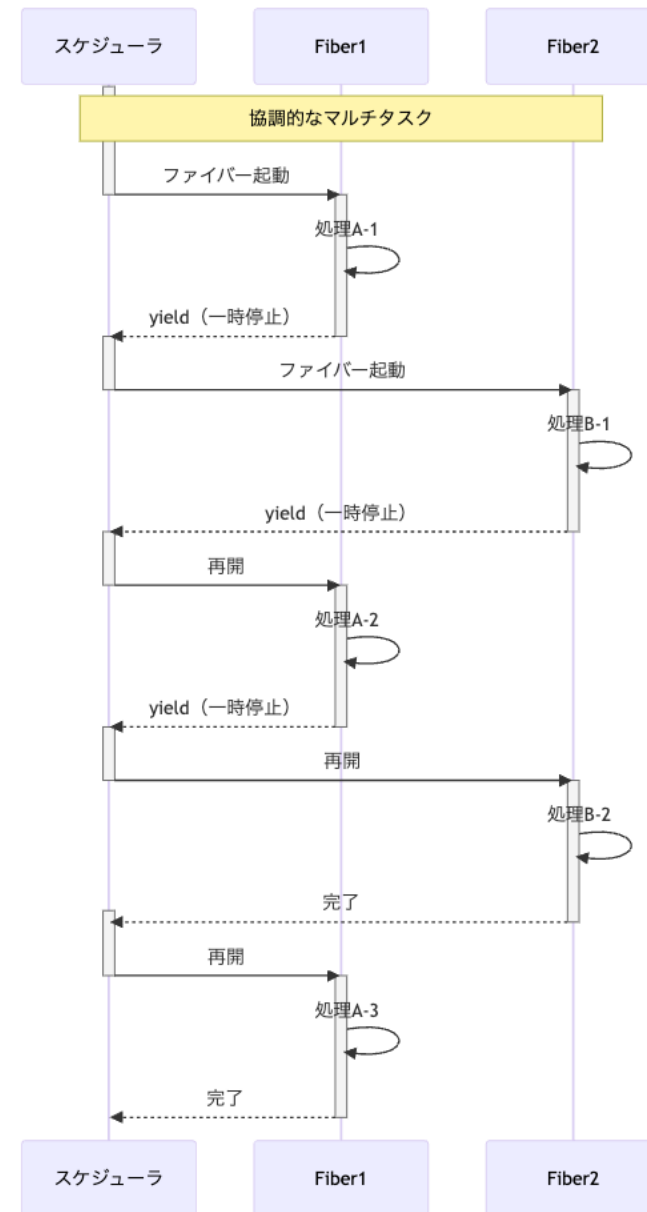 スケジューラ
Fiber1
Fiber2
協調的なマルチタスク
ファイバー起動
処理A-1
yield（一時停止）
ファイバー起動
処理B-1
yield（一時停止）
再開
処理A-2
yield（一時停止）
再開
処理B-2
完了
再開
処理A-3
完了
スケジューラ
Fiber1
Fiber2